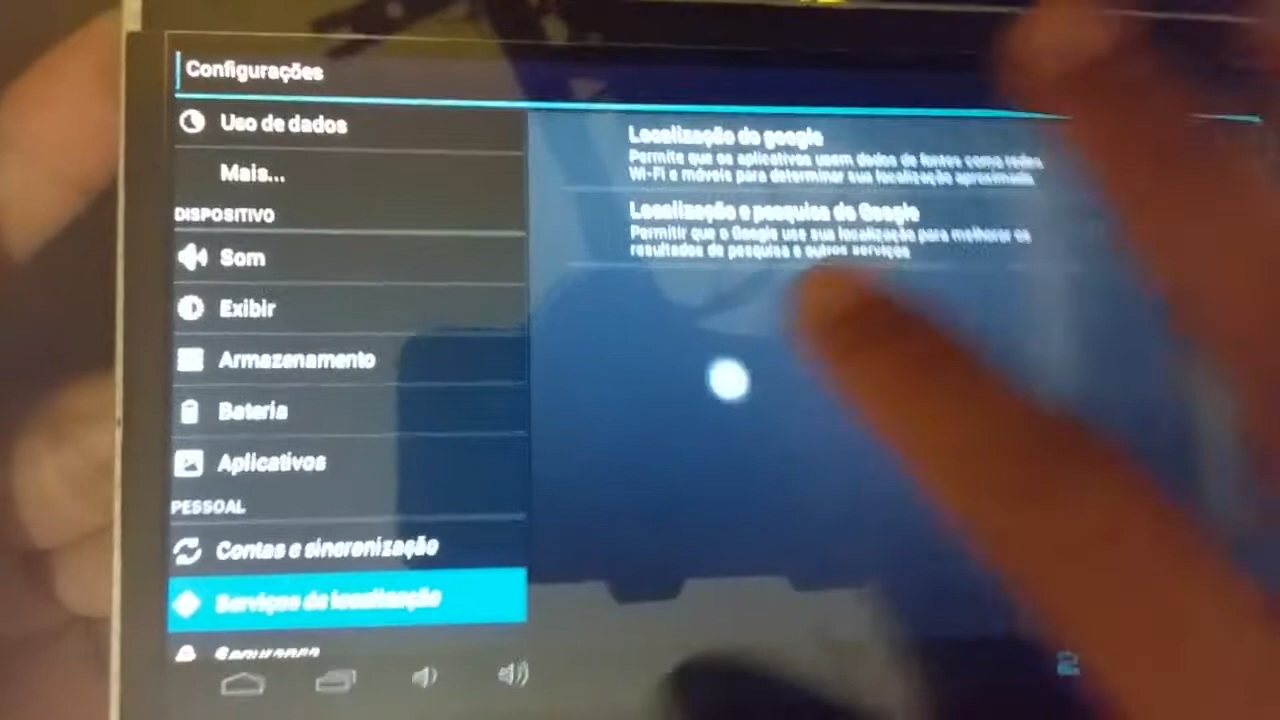 Configurações
Uso de dados
Mais...
DISPOSITIVO
Som
Exibir
Armazenamento
Bateria
Aplicativos
PESSOAL
Contas e sincronização
Serviços de localização
Segurança
Localização do google
Permite que os aplicativos usem dados de fontes como redes
Wi-Fi e móveis para determinar sua localização aproximada.
Localização e pesquisa do Google
Permitir que o Google use sua localização para melhorar os
resultados de pesquisa e outros serviços